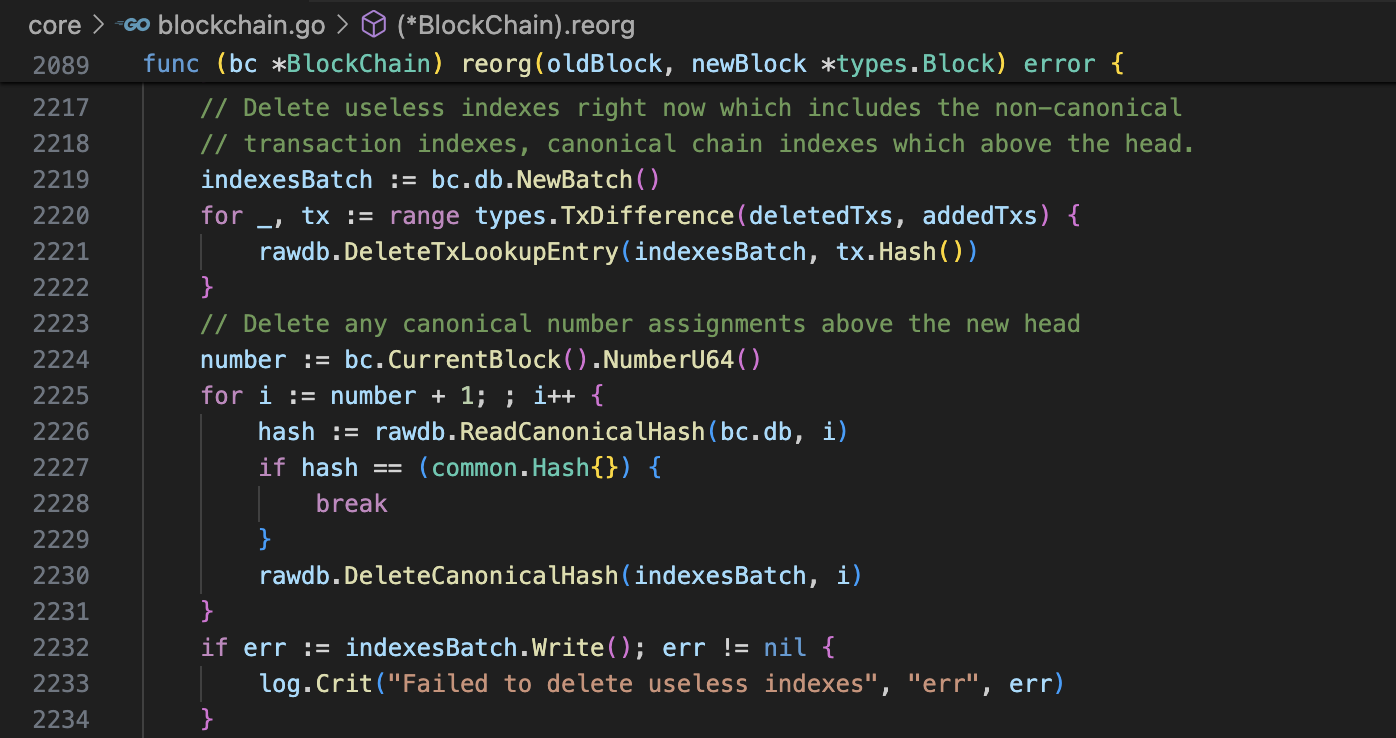 core > GO blockchain.go > (*BlockChain).reorg
2089 func (bc *BlockChain) reorg(oldBlock, newBlock *types.Block) error {
2217 // Delete useless indexes right now which includes the non-canonical
2218 // transaction indexes, canonical chain indexes which above the head.
2219 indexesBatch := bc.db.NewBatch()
2220 for _, tx := range types.TxDifference(deletedTxs, addedTxs) {
2221 rawdb.DeleteTxLookupEntry(indexesBatch, tx.Hash())
2222 }
2223 // Delete any canonical number assignments above the new head
2224 number := bc.CurrentBlock().NumberU64()
2225 for i := number + 1; ; i++ {
2226 hash := rawdb.ReadCanonicalHash(bc.db, i)
2227 if hash == (common.Hash{}) {
2228 break
2229 }
2230 rawdb.DeleteCanonicalHash(indexesBatch, i)
2231 }
2232 if err := indexesBatch.Write(); err != nil {
2233 log.Crit("Failed to delete useless indexes", "err", err)
2234 }